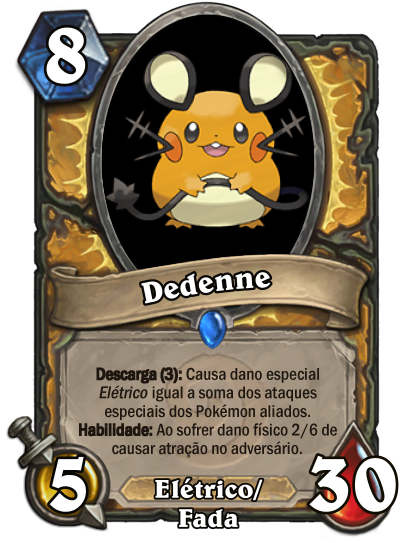 8
Dedenne
Descarga (3): Causa dano especial
Elétrico igual a soma dos ataques
especiais dos Pokémon aliados.
Habilidade: Ao sofrer dano físico 2/6 de
causar atração no adversário.
5
Elétrico/
Fada
30